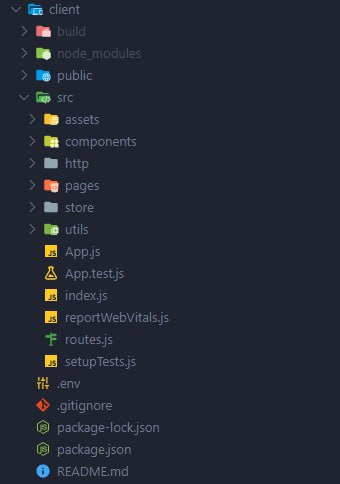 client
build
node_modules
public
src
assets
components
http
pages
store
utils
App.js
App.test.js
index.js
reportWebVitals.js
routes.js
setupTests.js
.env
.gitignore
package-lock.json
package.json
README.md